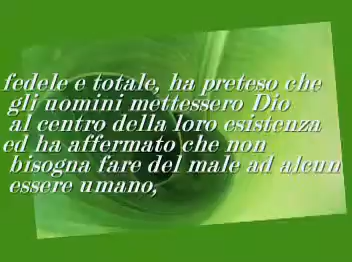 fedele e totale, ha preteso che
gli uomini mettessero Dio
al centro della loro esistenza
ed ha affermato che non
bisogna fare del male ad alcun
essere umano,